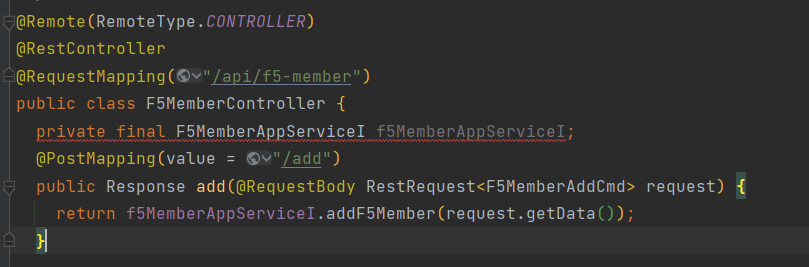 @Remote(RemoteType.CONTROLLER)
@RestController
@RequestMapping("/api/f5-member")
public class F5MemberController {
private final F5MemberAppServiceI f5MemberAppServiceI;
@PostMapping(value = "/add")
public Response add(@RequestBody RestRequest<F5MemberAddCmd> request) {
return f5MemberAppServiceI.addF5Member(request.getData());
}